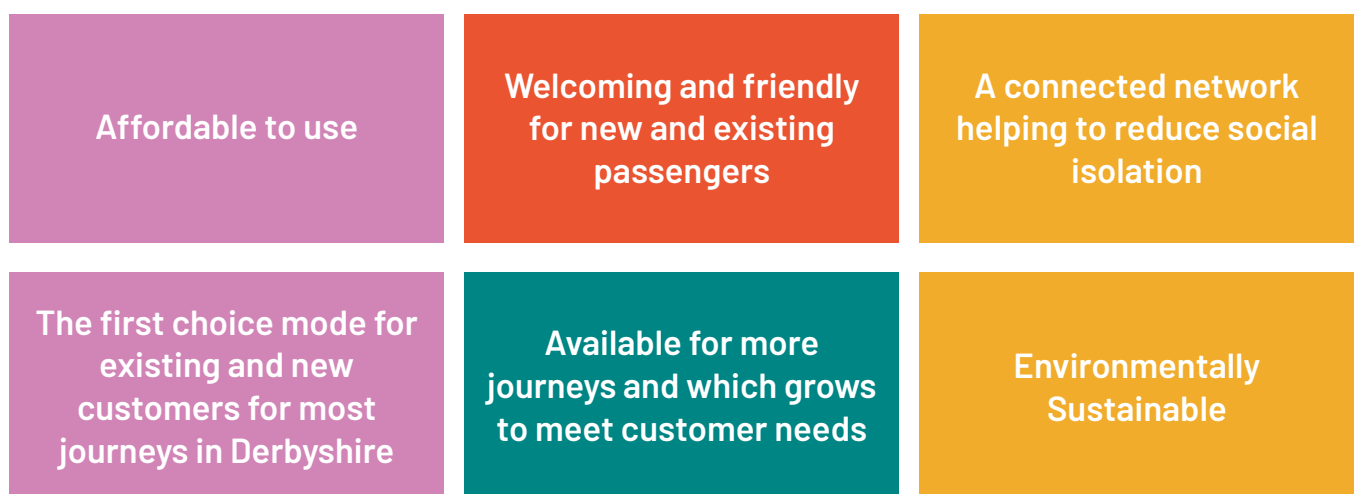 Affordable to use
Welcoming and friendly
for new and existing
passengers
A connected network
helping to reduce social
isolation
The first choice mode for
existing and new
customers for most
journeys in Derbyshire
Available for more
journeys and which grows
to meet customer needs
Environmentally
Sustainable